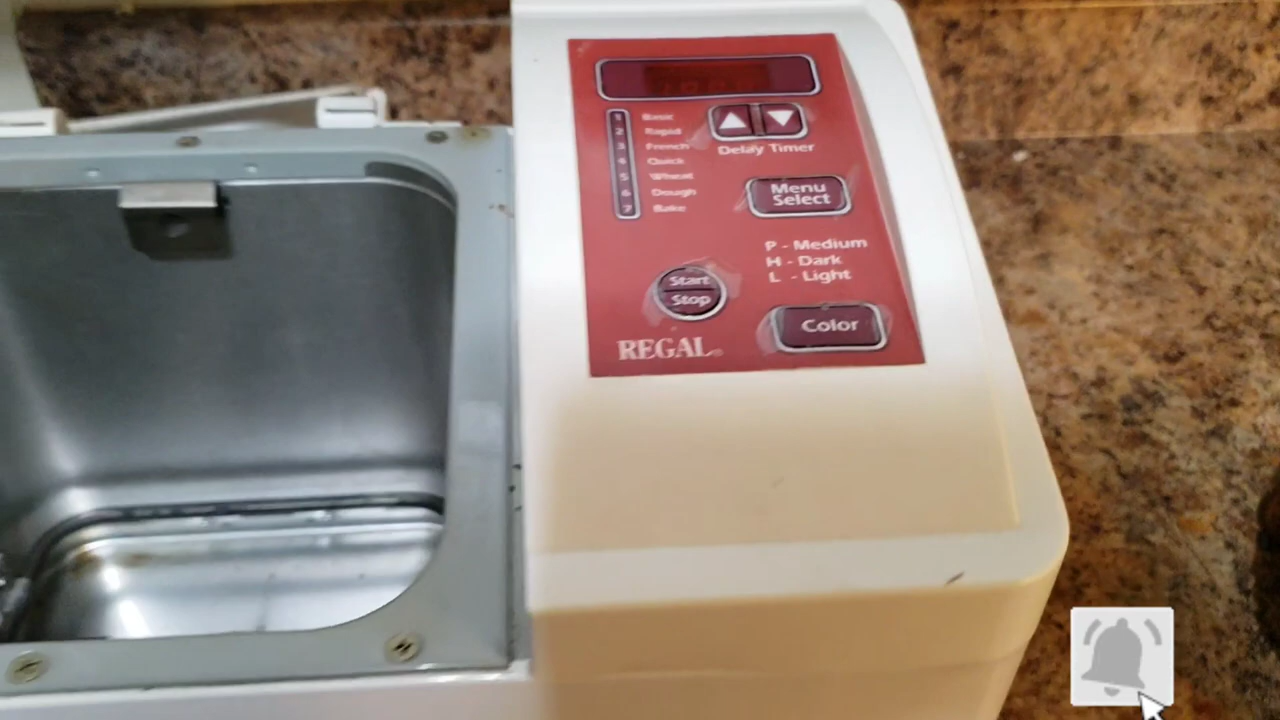 1 Basic
2 Rapid
3 French
4 Quick
5 Wheat
6 Dough
7 Bake
Delay Timer
Menu
Select
P - Medium
H - Dark
L - Light
Start
Stop
Color
REGAL